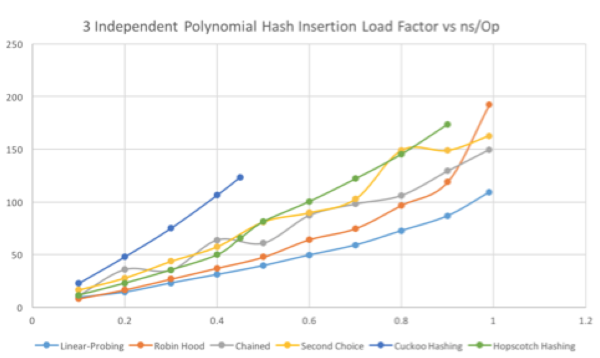 3 Independent Polynomial Hash Insertion Load Factor vs ns/Op
250
200
150
100
50
0
0 0.2 0.4 0.6 0.8 1 1.2
Linear-Probing Robin Hood Chained Second Choice Cuckoo Hashing Hopscotch Hashing